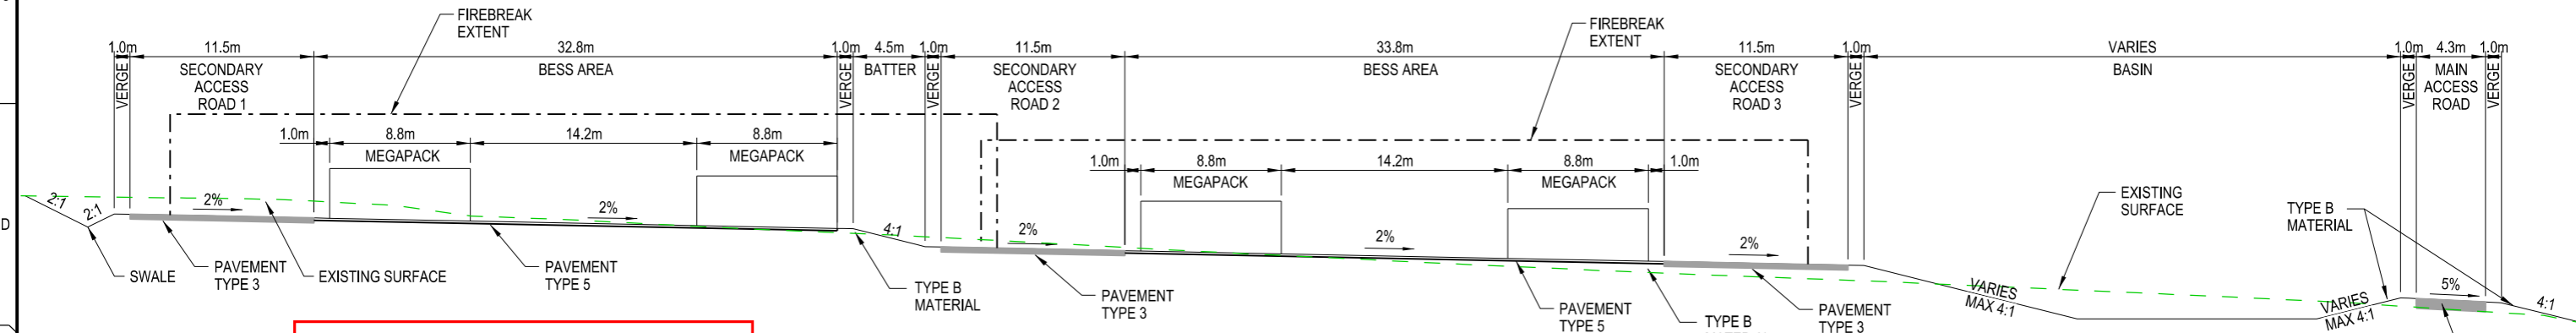 FIREBREAK
EXTENT
FIREBREAK
EXTENT
1.0m 11.5m 32.8m 1.0m 4.5m 1.0m 11.5m 33.8m 11.5m 1.0m VARIES 1.0m 4.3m 1.0m
VERGE
SECONDARY
ACCESS
ROAD 1
BESS AREA
VERGE
BATTER
VERGE
SECONDARY
ACCESS
ROAD 2
BESS AREA
SECONDARY
ACCESS
ROAD 3
VERGE
BASIN
VERGE
MAIN
ACCESS
ROAD
VERGE
1.0m 8.8m 14.2m 8.8m
MEGAPACK
MEGAPACK
1.0m 8.8m 14.2m 8.8m 1.0m
MEGAPACK
MEGAPACK
2:1
2:1
2%
2%
4:1
2%
2%
2%
EXISTING
SURFACE
TYPE B
MATERIAL
VARIES
MAX 4:1
VARIES
MAX 4:1
5%
4:1
D
SWALE
PAVEMENT
TYPE 3
EXISTING SURFACE
PAVEMENT
TYPE 5
TYPE B
MATERIAL
PAVEMENT
TYPE 3
PAVEMENT
TYPE 5
TYPE B
PAVEMENT
TYPE 3